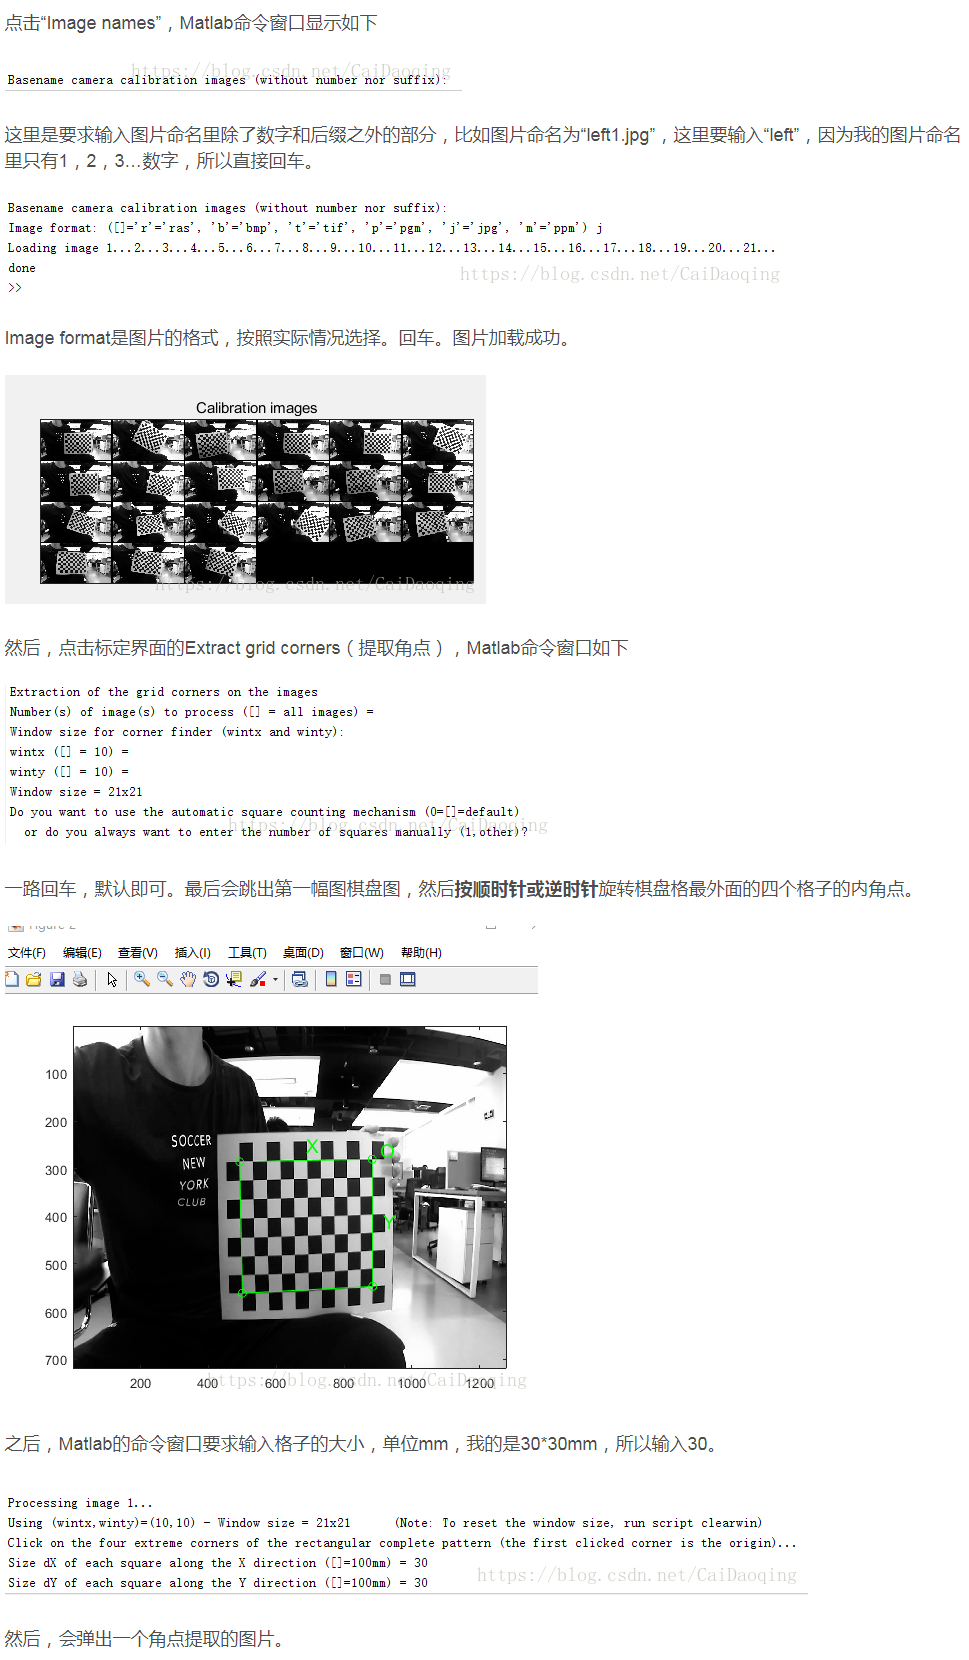 点击“Image names”，Matlab命令窗口显示如下
https://blog.csdn.net/CaiDaoqing
Basename camera calibration images (without number nor suffix):
这里是要求输入图片命名里除了数字和后缀之外的部分，比如图片命名为“left1.jpg”，这里要输入“left”，因为我的图片命名
里只有1，2，3…数字，所以直接回车。
Basename camera calibration images (without number nor suffix):
Image format: ([]='r'='ras', 'b'='bmp', 't'='tif', 'p'='pgm', 'j'='jpg', 'm'='ppm') j
Loading image 1...2...3...4...5...6...7...8...9...10...11...12...13...14...15...16...17...18...19...20...21...
done
https://blog.csdn.net/CaiDaoqing
>>
Image format是图片的格式，按照实际情况选择。回车。图片加载成功。
Calibration images
https://blog.csdn.net/CaiDaoqing
然后，点击标定界面的Extract grid corners（提取角点），Matlab命令窗口如下
Extraction of the grid corners on the images
Number(s) of image(s) to process ([] = all images) =
Window size for corner finder (wintx and winty):
wintx ([] = 10) =
winty ([] = 10) =
Window size = 21x21
Do you want to use the automatic square counting mechanism (0=[]=default)
https://blog.csdn.net/CaiDaoqing
or do you always want to enter the number of squares manually (1,other)?
一路回车，默认即可。最后会跳出第一幅图棋盘图，然后按顺时针或逆时针旋转棋盘格最外面的四个格子的内角点。
Figure 2
文件(F) 编辑(E) 查看(V) 插入(I) 工具(T) 桌面(D) 窗口(W) 帮助(H)
100
200
300
400
500
600
700
SOCCER
NEW
YORK
CLUB
X
O
Y
200 400 600 800 1000 1200
https://blog.csdn.net/CaiDaoqing
之后，Matlab的命令窗口要求输入格子的大小，单位mm，我的是30*30mm，所以输入30。
Processing image 1...
Using (wintx,winty)=(10,10) - Window size = 21x21 (Note: To reset the window size, run script clearwin)
Click on the four extreme corners of the rectangular complete pattern (the first clicked corner is the origin)...
Size dX of each square along the X direction ([]=100mm) = 30
https://blog.csdn.net/CaiDaoqing
Size dY of each square along the Y direction ([]=100mm) = 30
然后，会弹出一个角点提取的图片。